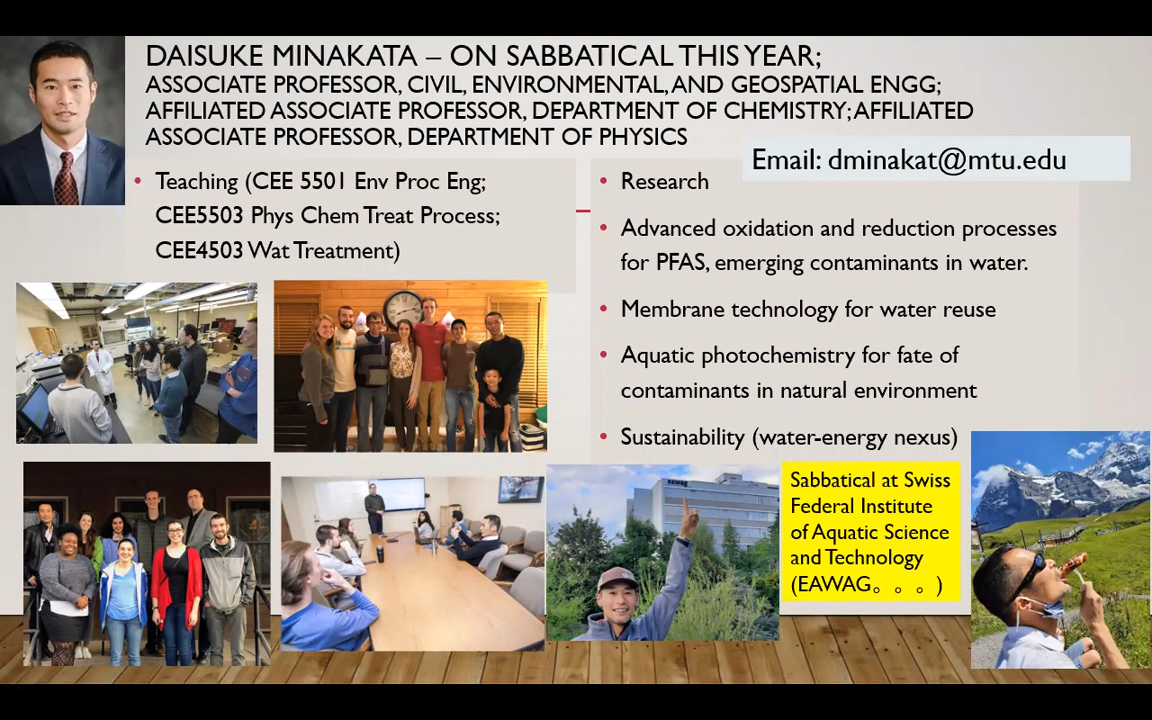 DAISUKE MINAKATA – ON SABBATICAL THIS YEAR;
ASSOCIATE PROFESSOR, CIVIL, ENVIRONMENTAL, AND GEOSPATIAL ENGG;
AFFILIATED ASSOCIATE PROFESSOR, DEPARTMENT OF CHEMISTRY; AFFILIATED
ASSOCIATE PROFESSOR, DEPARTMENT OF PHYSICS
Email: dminakat@mtu.edu
• Teaching (CEE 5501 Env Proc Eng;
CEE5503 Phys Chem Treat Process;
CEE4503 Wat Treatment)
• Research
• Advanced oxidation and reduction processes
for PFAS, emerging contaminants in water.
• Membrane technology for water reuse
• Aquatic photochemistry for fate of
contaminants in natural environment
• Sustainability (water-energy nexus)
eawag
Sabbatical at Swiss
Federal Institute
of Aquatic Science
and Technology
(EAWAG。。。)